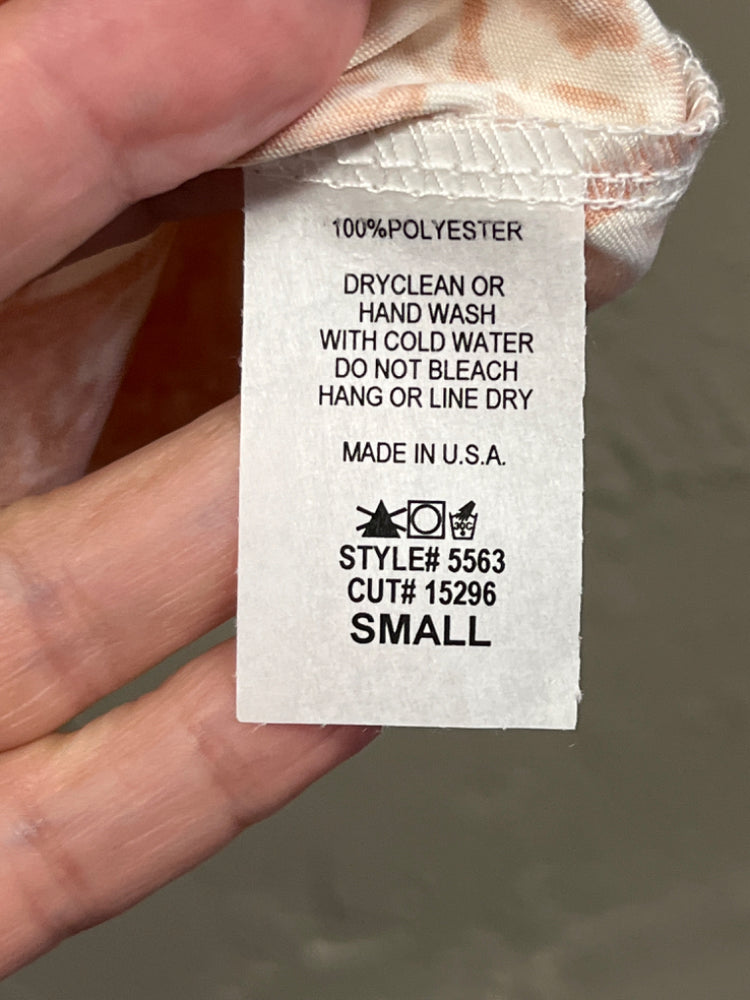 100%POLYESTER
DRYCLEAN OR
HAND WASH
WITH COLD WATER
DO NOT BLEACH
HANG OR LINE DRY
MADE IN U.S.A.
30C
STYLE# 5563
CUT# 15296
SMALL